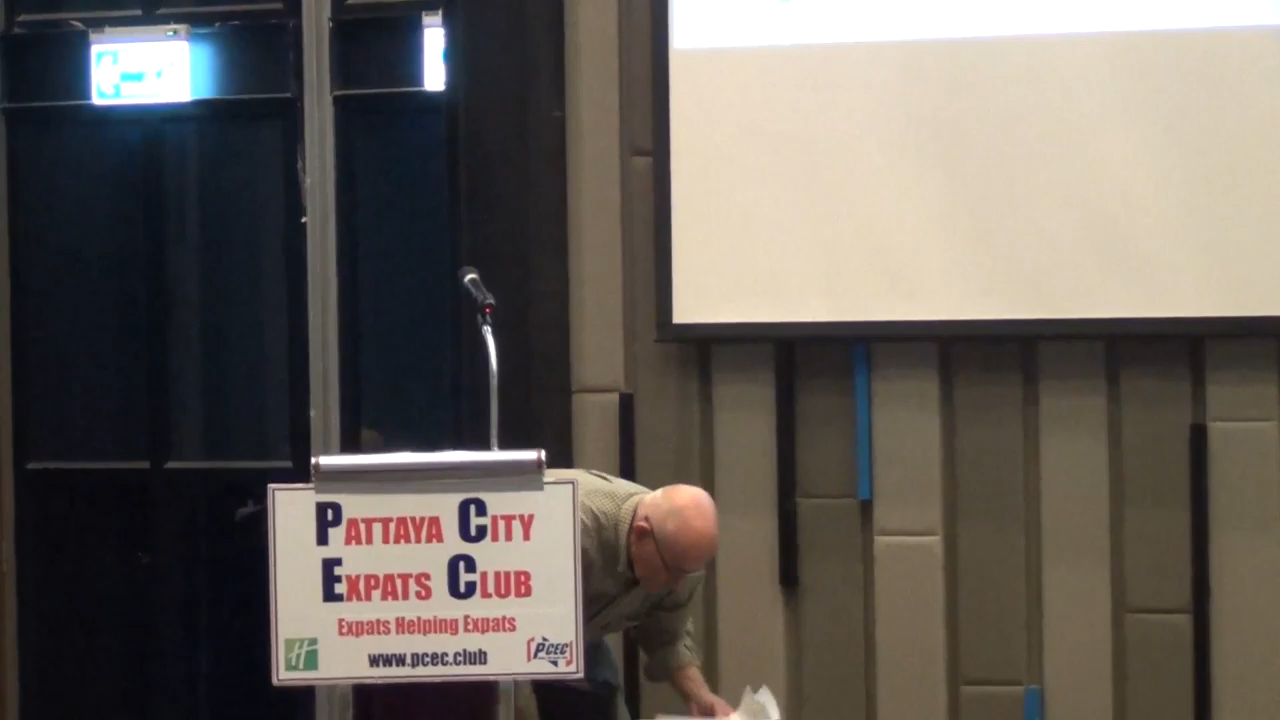 PATTAYA CITY
EXPATS CLUB
Expats Helping Expats
H
www.pcec.club
PCEC